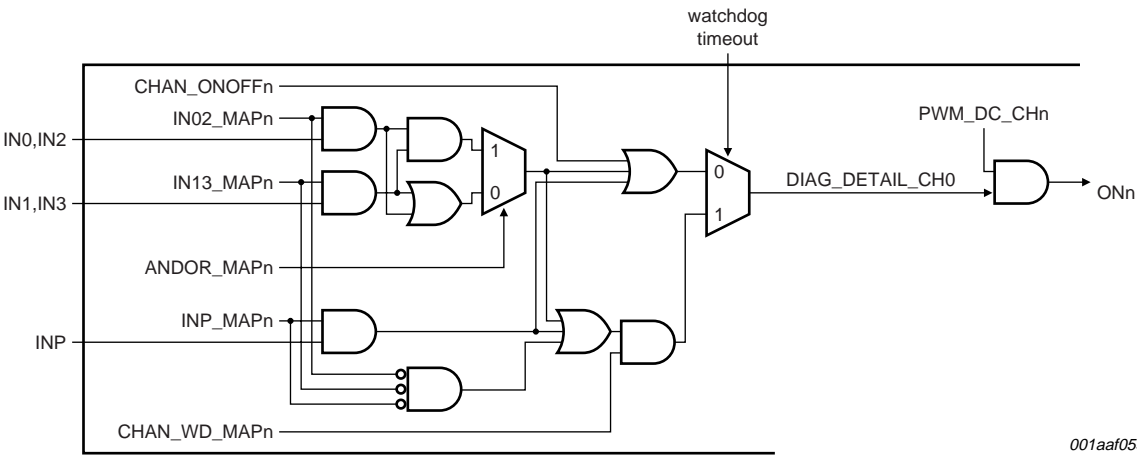 watchdog
timeout
CHAN_ONOFFn
IN02_MAPn
PWM_DC_CHn
IN0,IN2
1
0
IN13_MAPn
DIAG_DETAIL_CH0
IN1,IN3
0
1
ONn
ANDOR_MAPn
INP_MAPn
INP
CHAN_WD_MAPn
001aaf05